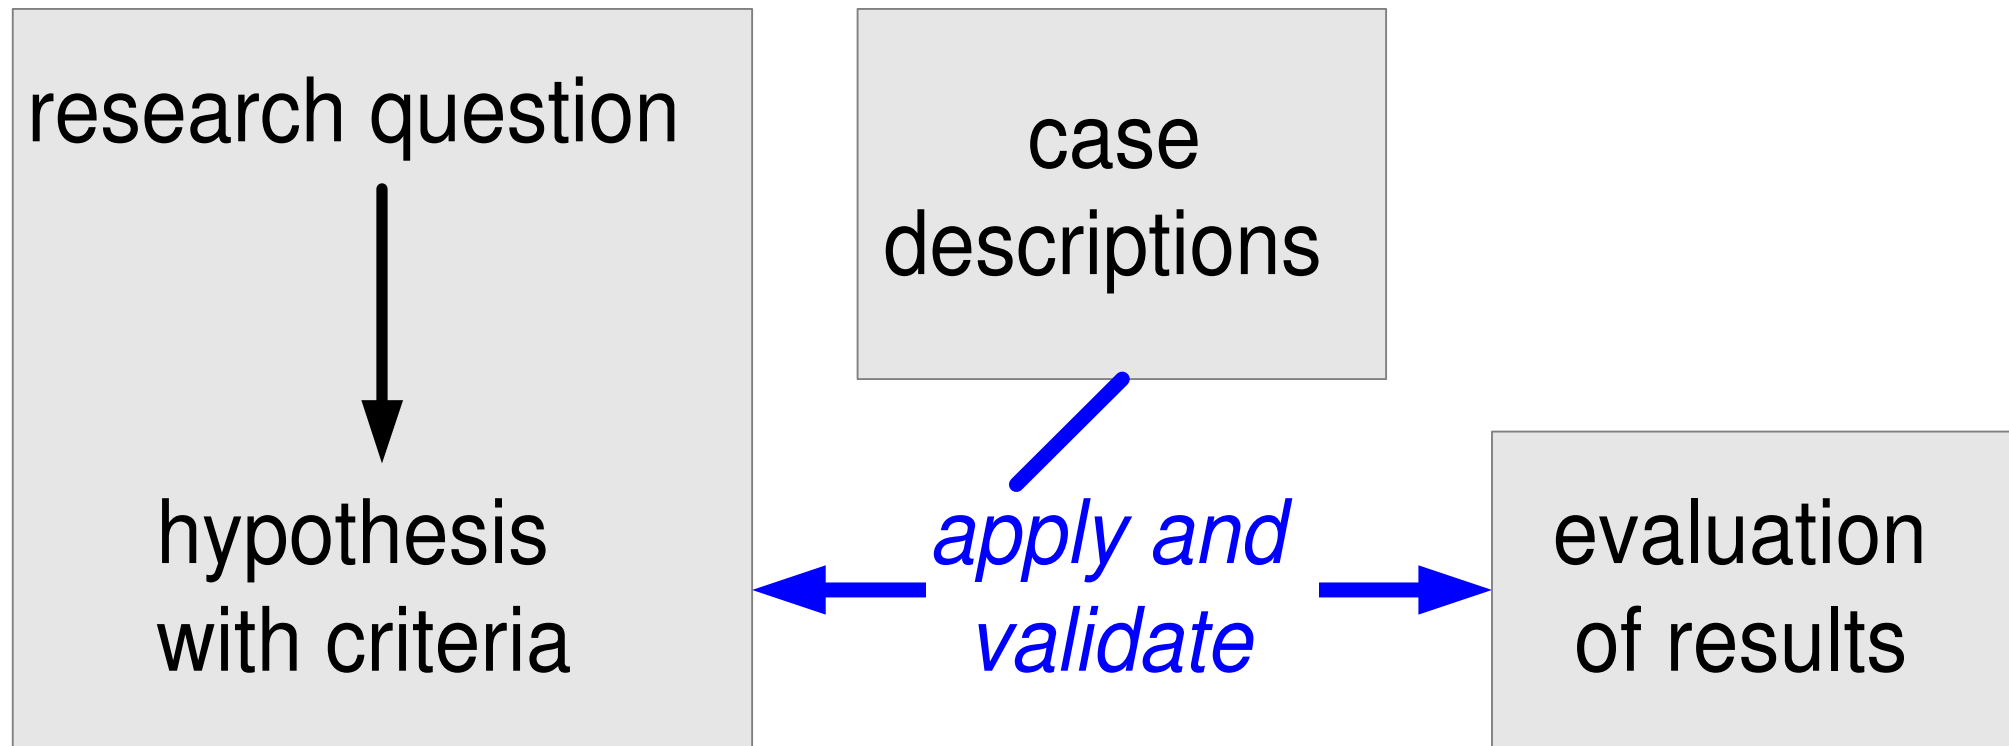 research question
hypothesis
with criteria
case
descriptions
apply and
validate
evaluation
of results